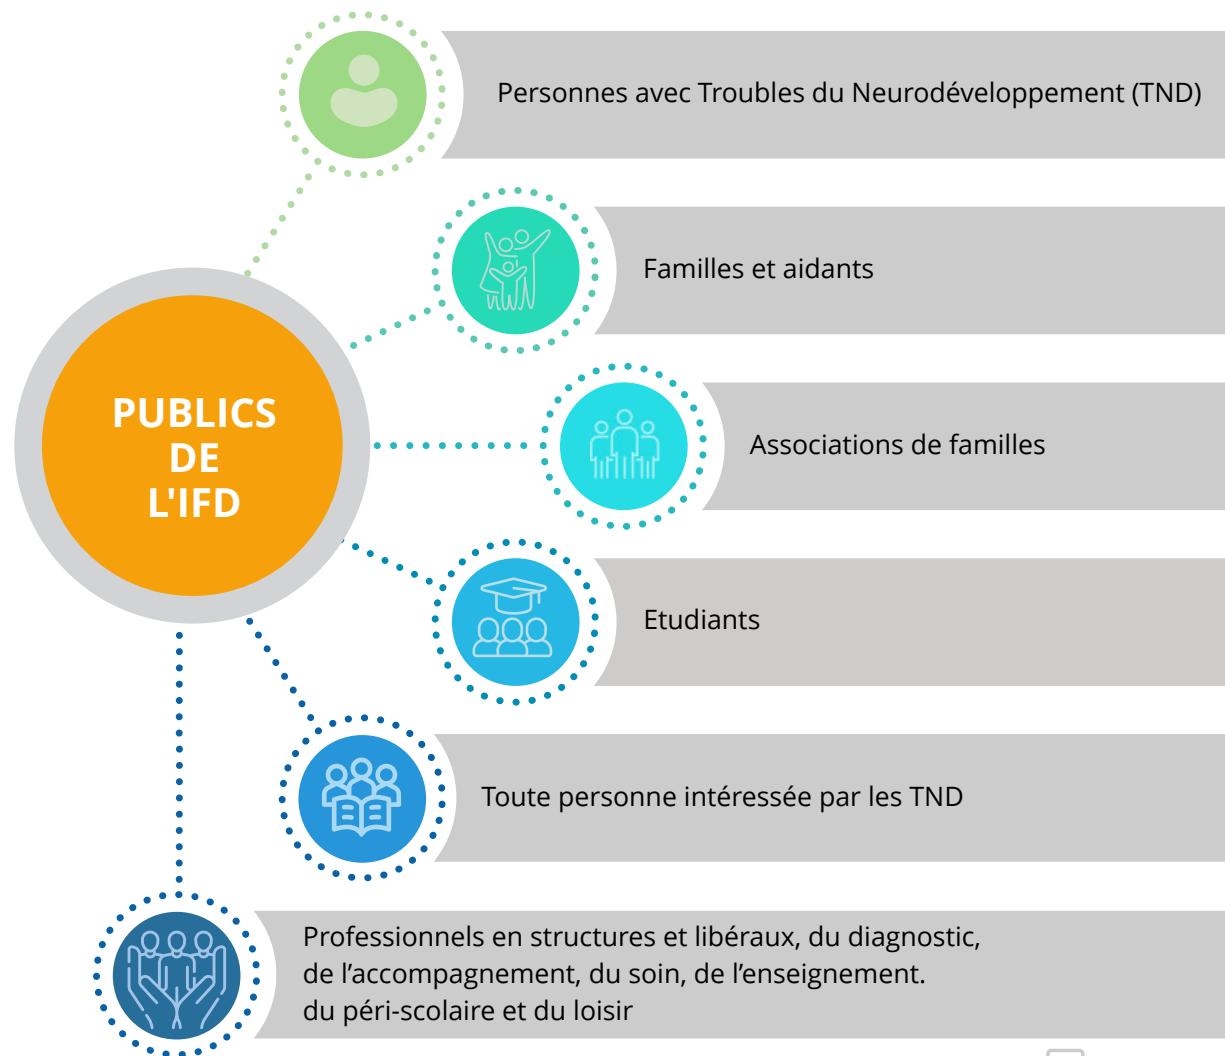 Personnes avec Troubles du Neurodéveloppement (TND)
Familles et aidants
PUBLICS
DE
L'IFD
Associations de familles
Etudiants
Toute personne intéressée par les TND
Professionnels en structures et libéraux, du diagnostic,
de l’accompagnement, du soin, de l’enseignement.
du péri-scolaire et du loisir